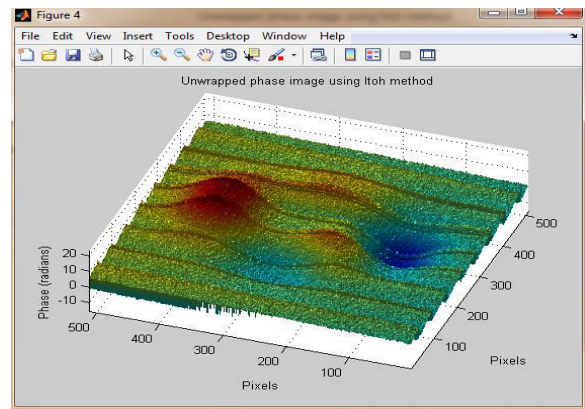 Figure 4
File Edit View Insert Tools Desktop Window Help
Unwrapped phase image using Itoh method
Phase (radians)
20
10
0
-10
500
400
300
200
100
Pixels
100
200
300
400
500
Pixels